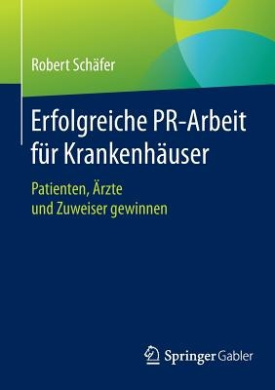 Robert Schäfer
Erfolgreiche PR-Arbeit
für Krankenhäuser
Patienten, Ärzte
und Zuweiser gewinnen
Springer Gabler